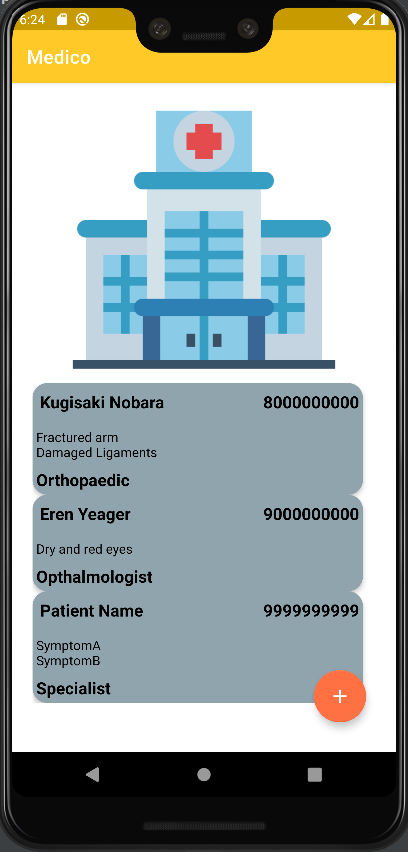 6:24
Medico
Kugisaki Nobara 8000000000
Fractured arm
Damaged Ligaments
Orthopaedic
Eren Yeager 9000000000
Dry and red eyes
Opthalmologist
Patient Name 9999999999
SymptomA
SymptomB
Specialist
+